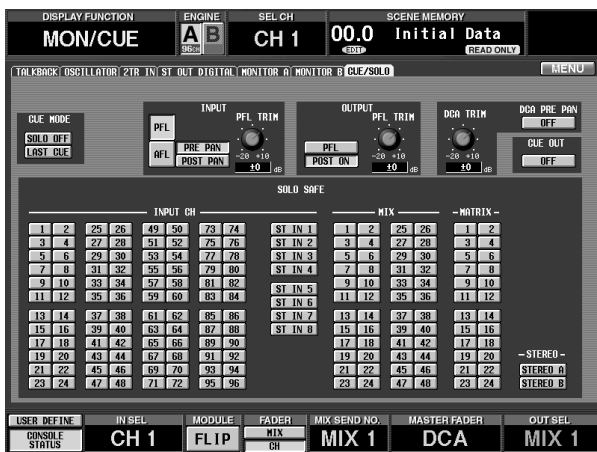 DISPLAY FUNCTION ENGINE SEL CH SCENE MEMORY
MON/CUE A B 96CH CH 1 00.0 EDIT Initial Data READ ONLY
TALKBACK OSCILLATOR 2TR IN ST OUT DIGITAL MONITOR A MONITOR B CUE/SOLO MENU
CUE MODE
SOLO OFF
LAST CUE
INPUT
PFL
AFL
PRE PAN
POST PAN
PFL TRIM
-20 +10
±0 dB
OUTPUT
PFL
POST ON
PFL TRIM
-20 +10
±0 dB
DCA TRIM
-20 +10
±0 dB
DCA PRE PAN
OFF
CUE OUT
OFF
SOLO SAFE
INPUT CH MIX -MATRIX-
1 2 25 26 49 50 73 74 ST IN 1 1 2 25 26 1 2
3 4 27 28 51 52 75 76 ST IN 2 3 4 27 28 3 4
5 6 29 30 53 54 77 78 ST IN 3 5 6 29 30 5 6
7 8 31 32 55 56 79 80 ST IN 4 7 8 31 32 7 8
9 10 33 34 57 58 81 82 ST IN 5 9 10 33 34 9 10
11 12 35 36 59 60 83 84 ST IN 6 11 12 35 36 11 12
13 14 37 38 61 62 85 86 ST IN 7 13 14 37 38 13 14
15 16 39 40 63 64 87 88 ST IN 8 15 16 39 40 15 16
17 18 41 42 65 66 89 90 17 18 41 42 17 18
19 20 43 44 67 68 91 92 19 20 43 44 19 20 -STEREO-
21 22 45 46 69 70 93 94 21 22 45 46 21 22 STEREO A
23 24 47 48 71 72 95 96 23 24 47 48 23 24 STEREO B
USER DEFINE IN SEL MODULE FADER MIX SEND NO. MASTER FADER OUT SEL
CONSOLE STATUS CH 1 FLIP MIX CH MIX 1 DCA MIX 1